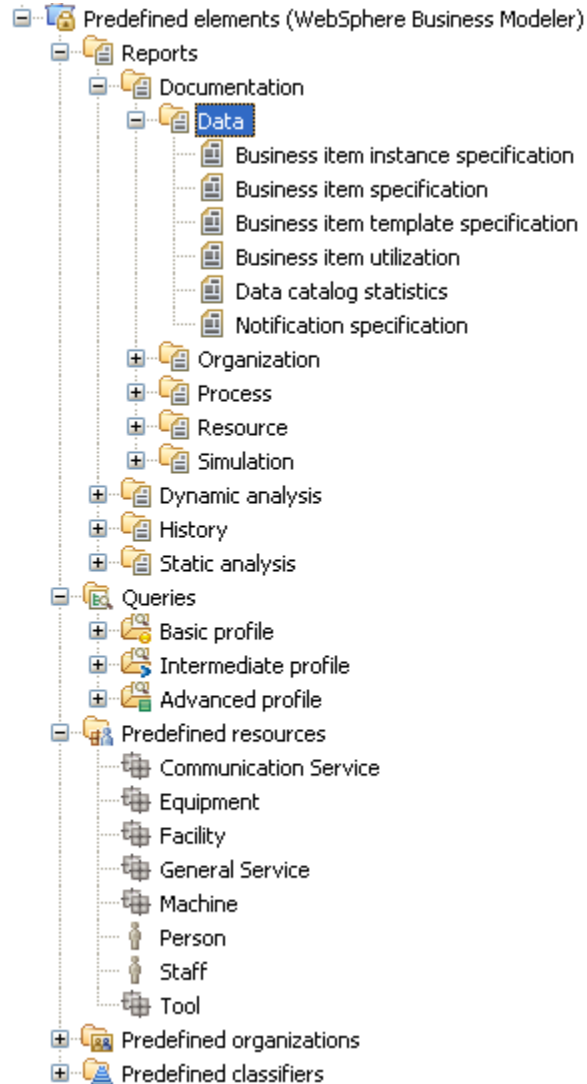 Predefined elements (WebSphere Business Modeler)
Reports
Documentation
Data
Business item instance specification
Business item specification
Business item template specification
Business item utilization
Data catalog statistics
Notification specification
Organization
Process
Resource
Simulation
Dynamic analysis
History
Static analysis
Queries
Basic profile
Intermediate profile
Advanced profile
Predefined resources
Communication Service
Equipment
Facility
General Service
Machine
Person
Staff
Tool
Predefined organizations
Predefined classifiers